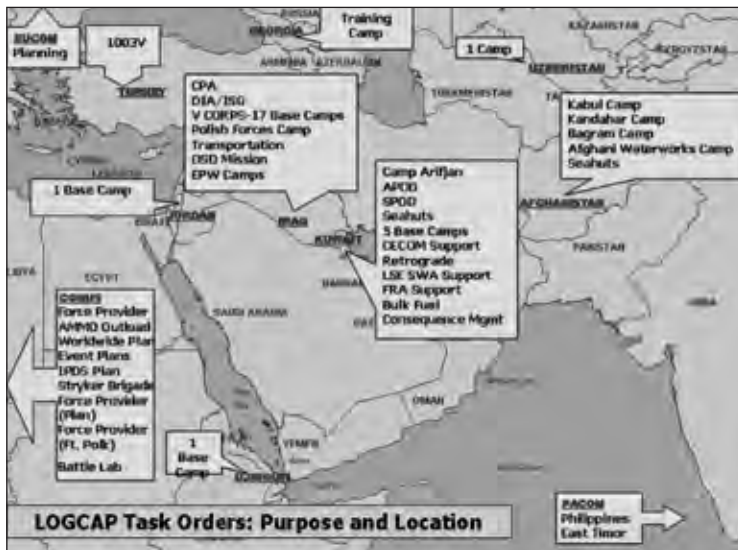 EUCOM
Planning
1003V
TURKEY
GEORGIA
Training
Camp
ARMENIA
AZERBAIJAN
1 Camp
UZBEKISTAN
KAZAKHSTAN
KYRGYZSTAN
TURKMENISTAN
CPA
DIA/ISG
V CORPS-17 Base Camps
Polish Forces Camp
Transportation
OSD Mission
EPW Camps
Kabul Camp
Kandahar Camp
Bagram Camp
Afghani Waterworks Camp
Seahuts
1 Base Camp
JORDAN
IRAQ
KUWAIT
AFGHANISTAN
PAKISTAN
INDIA
Camp Arifjan
APOD
SPOD
Seahuts
5 Base Camps
CECOM Support
Retrograde
LSE SWA Support
FRA Support
Bulk Fuel
Consequence Mgmt
EGYPT
SAUDI ARABIA
OMAN
YEMEN
CONUS
Force Provider
AMMO Outload
Worldwide Plan
Event Plans
IPDS Plan
Stryker Brigade
Force Provider
(Plan)
Force Provider
(Ft. Polk)
Battle Lab
1
Base
Camp
DJIBOUTI
LOGCAP Task Orders: Purpose and Location
PACOM
Philippines
East Timor